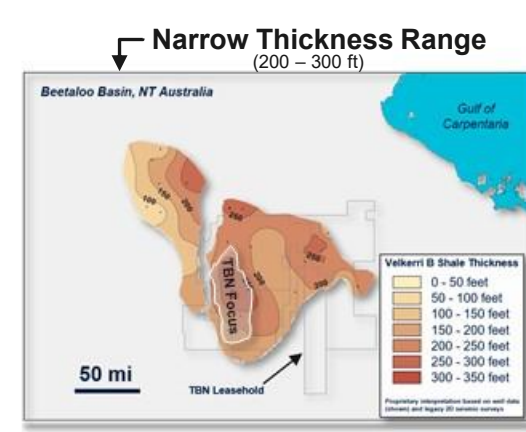 Narrow Thickness Range
(200 – 300 ft)
Beetaloo Basin, NT Australia
Gulf of
Carpentaria
100
150
200
250
200
200
TBN Focus
50 mi
TBN Leasehold
Velkerri B Shale Thickness
0 - 50 feet
50 - 100 feet
100 - 150 feet
150 - 200 feet
200 - 250 feet
250 - 300 feet
300 - 350 feet
Proprietary interpretation based on well data
(shown) and legacy 2D seismic surveys